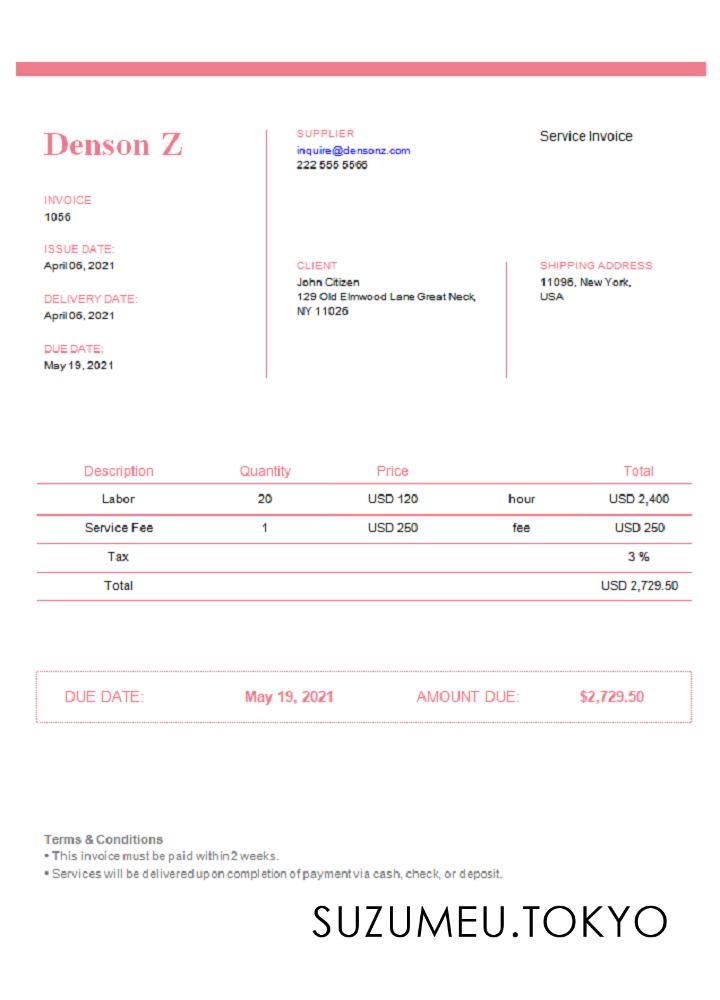 Denson Z
INVOICE
1056
ISSUE DATE:
April 06, 2021
DELIVERY DATE:
April 06, 2021
DUE DATE:
May 19, 2021
SUPPLIER
inquire@densonz.com
222 555 5566
Service Invoice
CLIENT
John Citizen
129 Old Elmwood Lane Great Neck,
NY 11026
SHIPPING ADDRESS
11096, New York,
USA
Description Quantity Price Total
Labor 20 USD 120 hour USD 2,400
Service Fee 1 USD 250 fee USD 250
Tax 3 %
Total USD 2,729.50
DUE DATE: May 19, 2021 AMOUNT DUE: $2,729.50
Terms & Conditions
• This invoice must be paid within 2 weeks.
• Services will be delivered upon completion of payment via cash, check, or deposit.
SUZUMEU.TOKYO